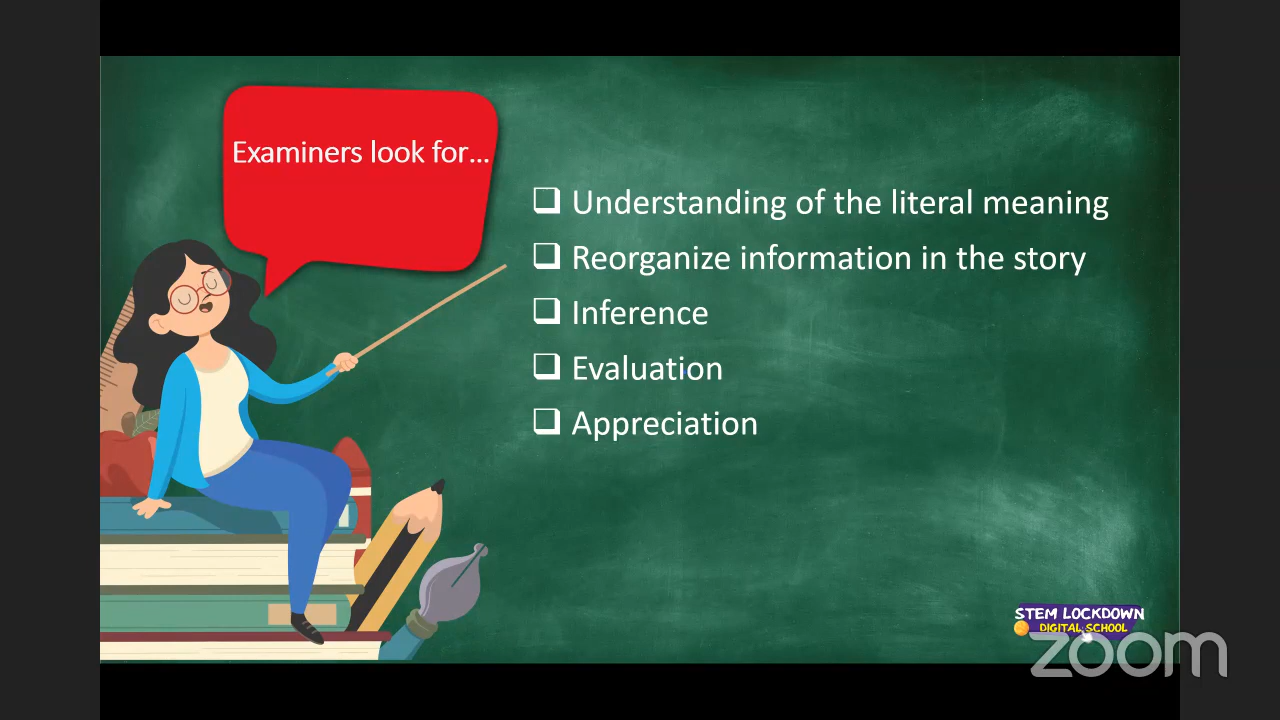 Examiners look for...
Understanding of the literal meaning
Reorganize information in the story
Inference
Evaluation
Appreciation
STEM LOCKDOWN
DIGITAL SCHOOL
zoom